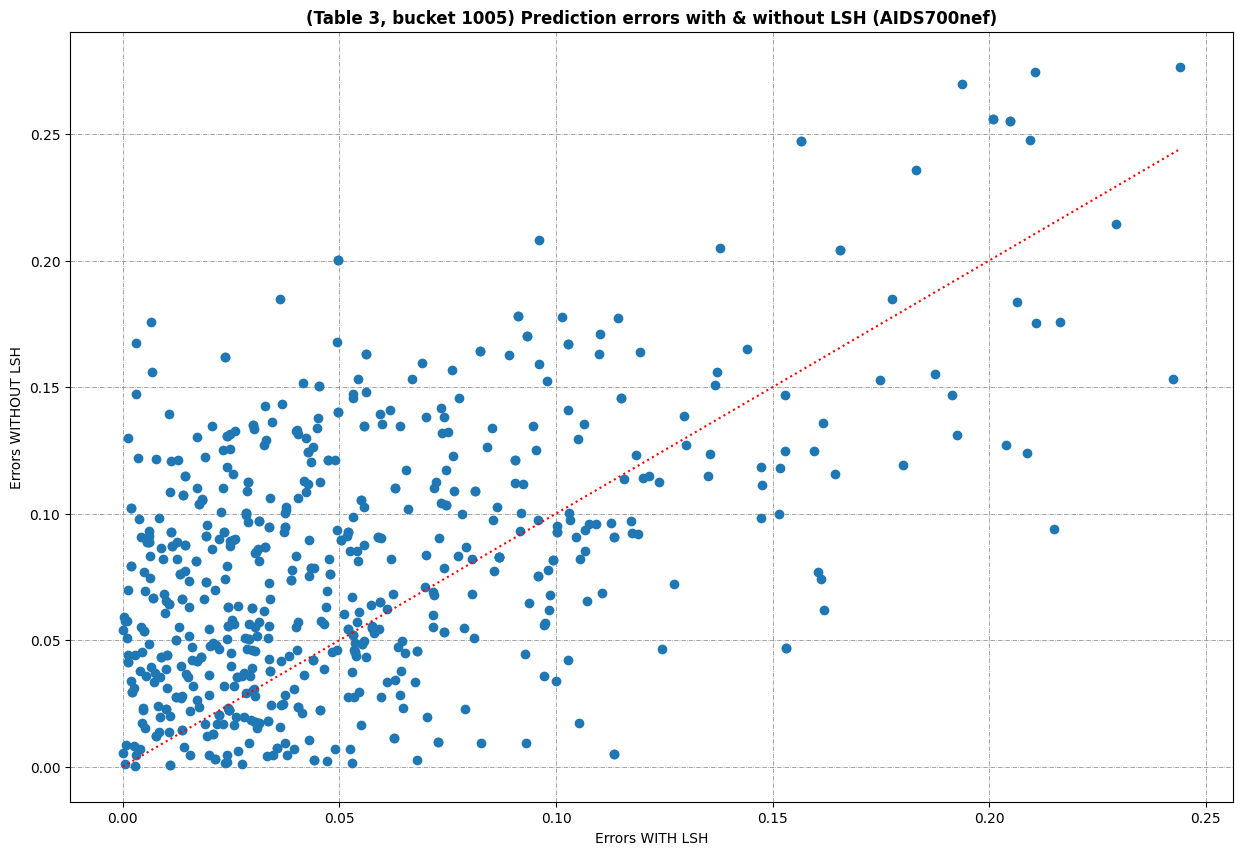 (Table 3, bucket 1005) Prediction errors with & without LSH (AIDS700nef)
Errors WITHOUT LSH
0.25
0.20
0.15
0.10
0.05
0.00
0.00 0.05 0.10 0.15 0.20 0.25
Errors WITH LSH